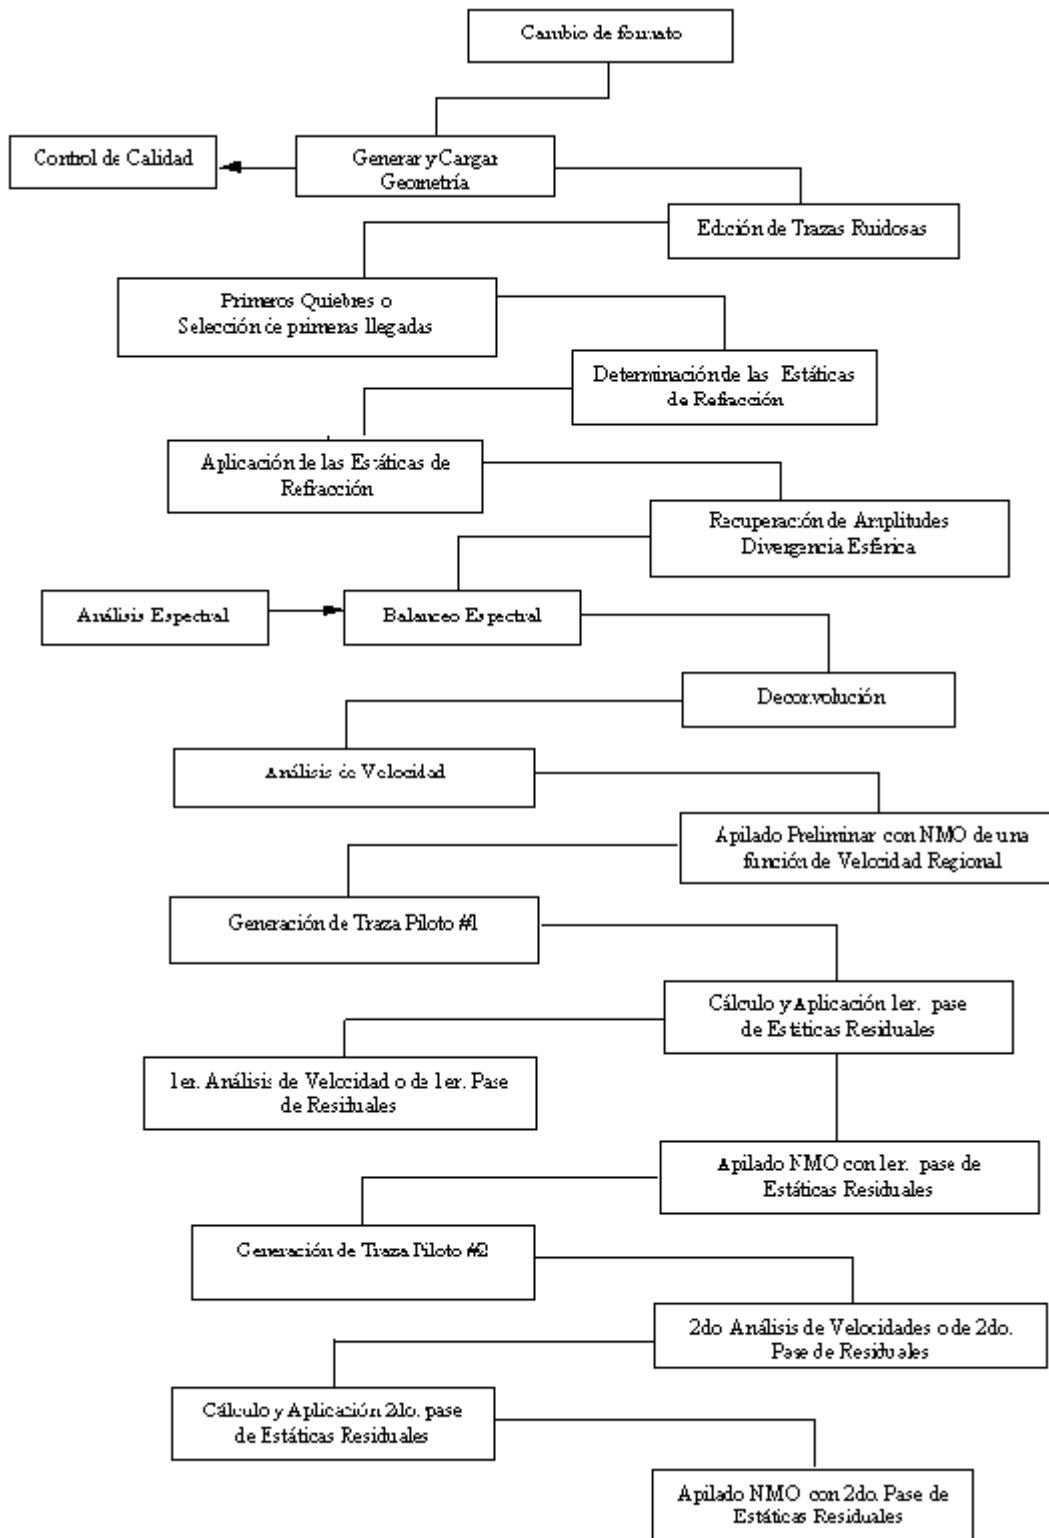 Cambio de formato
Control de Calidad
Generar y Cargar
Geometría
Edición de Trazas Ruidosas
Primeros Quiebres o
Selección de primeras llegadas
Determinación de las Estáticas
de Refracción
Aplicación de las Estáticas de
Refracción
Recuperación de Amplitudes
Divergencia Esférica
Análisis Espectral
Balanceo Espectral
Deconvolución
Análisis de Velocidad
Apilado Preliminar con NMO de una
función de Velocidad Regional
Generación de Traza Piloto #1
Cálculo y Aplicación 1er. pase
de Estáticas Residuales
1er. Análisis de Velocidad o de 1er. Pase
de Residuales
Apilado NMO con 1er. pase de
Estáticas Residuales
Generación de Traza Piloto #2
2do Análisis de Velocidades o de 2do.
Pase de Residuales
Cálculo y Aplicación 2do. pase
de Estáticas Residuales
Apilado NMO con 2do. Pase de
Estáticas Residuales